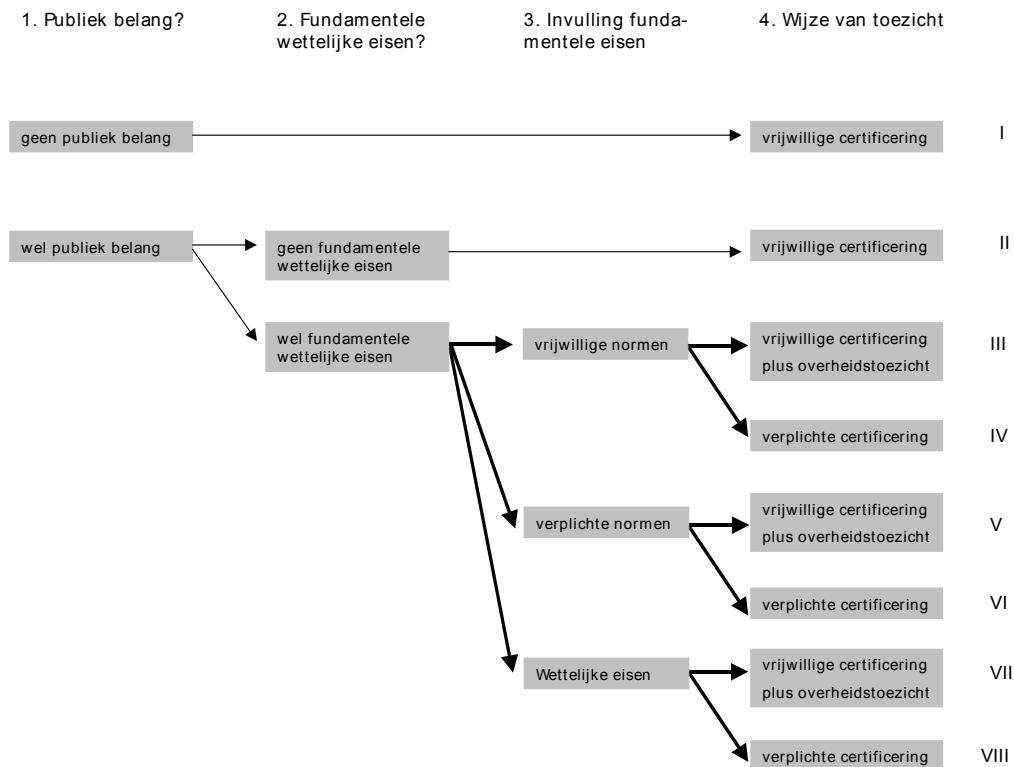 1. Publiek belang?
2. Fundamentele
wettelijke eisen?
3. Invulling funda-
mentele eisen
4. Wijze van toezicht
geen publiek belang
vrijwillige certificering
I
wel publiek belang
geen fundamentele
wettelijke eisen
vrijwillige certificering
II
wel fundamentele
wettelijke eisen
vrijwillige normen
vrijwillige certificering
plus overheidstoezicht
III
verplichte certificering
IV
verplichte normen
vrijwillige certificering
plus overheidstoezicht
V
verplichte certificering
VI
Wettelijke eisen
vrijwillige certificering
plus overheidstoezicht
VII
verplichte certificering
VIII